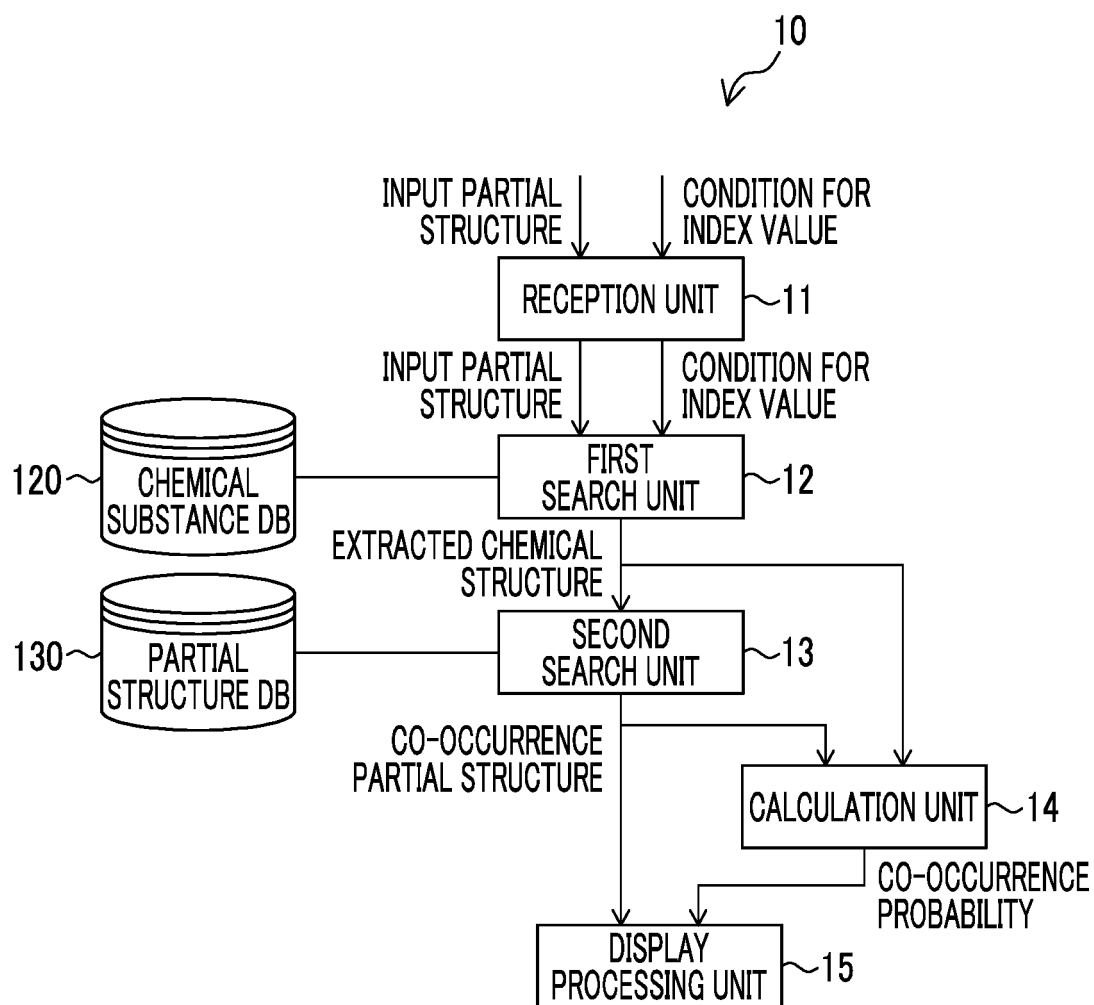 10
INPUT PARTIAL
STRUCTURE
CONDITION FOR
INDEX VALUE
RECEPTION UNIT
11
INPUT PARTIAL
STRUCTURE
CONDITION FOR
INDEX VALUE
120
CHEMICAL
SUBSTANCE DB
FIRST
SEARCH UNIT
12
EXTRACTED CHEMICAL
STRUCTURE
130
PARTIAL
STRUCTURE DB
SECOND
SEARCH UNIT
13
CO-OCCURRENCE
PARTIAL STRUCTURE
CALCULATION UNIT
14
CO-OCCURRENCE
PROBABILITY
DISPLAY
PROCESSING UNIT
15